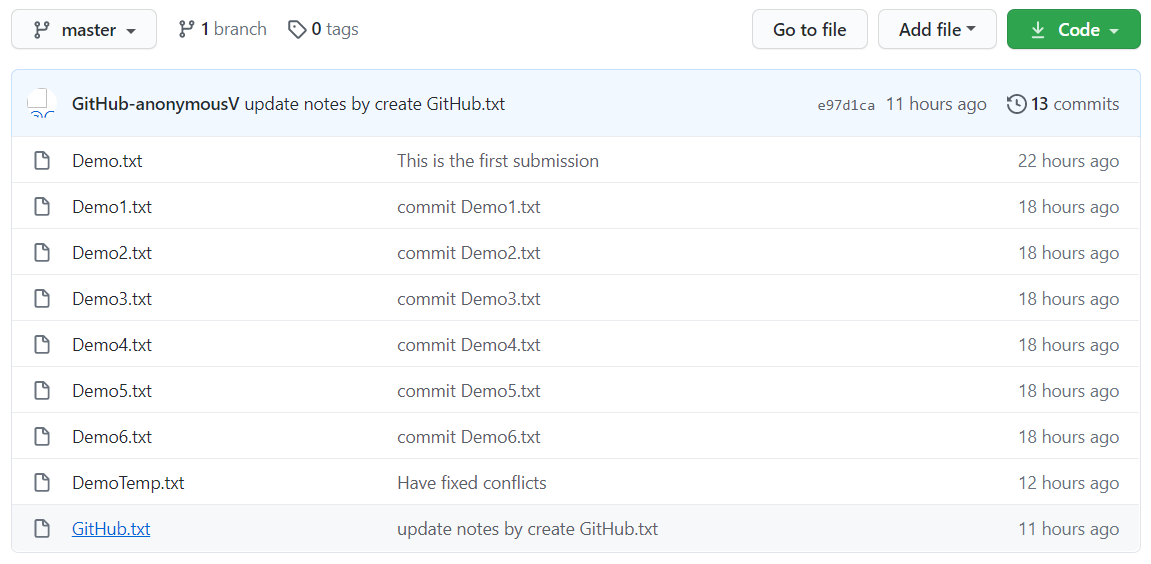 master 1 branch 0 tags Go to file Add file Code
GitHub-anonymousV update notes by create GitHub.txt e97d1ca 11 hours ago 13 commits
Demo.txt This is the first submission 22 hours ago
Demo1.txt commit Demo1.txt 18 hours ago
Demo2.txt commit Demo2.txt 18 hours ago
Demo3.txt commit Demo3.txt 18 hours ago
Demo4.txt commit Demo4.txt 18 hours ago
Demo5.txt commit Demo5.txt 18 hours ago
Demo6.txt commit Demo6.txt 18 hours ago
DemoTemp.txt Have fixed conflicts 12 hours ago
GitHub.txt update notes by create GitHub.txt 11 hours ago